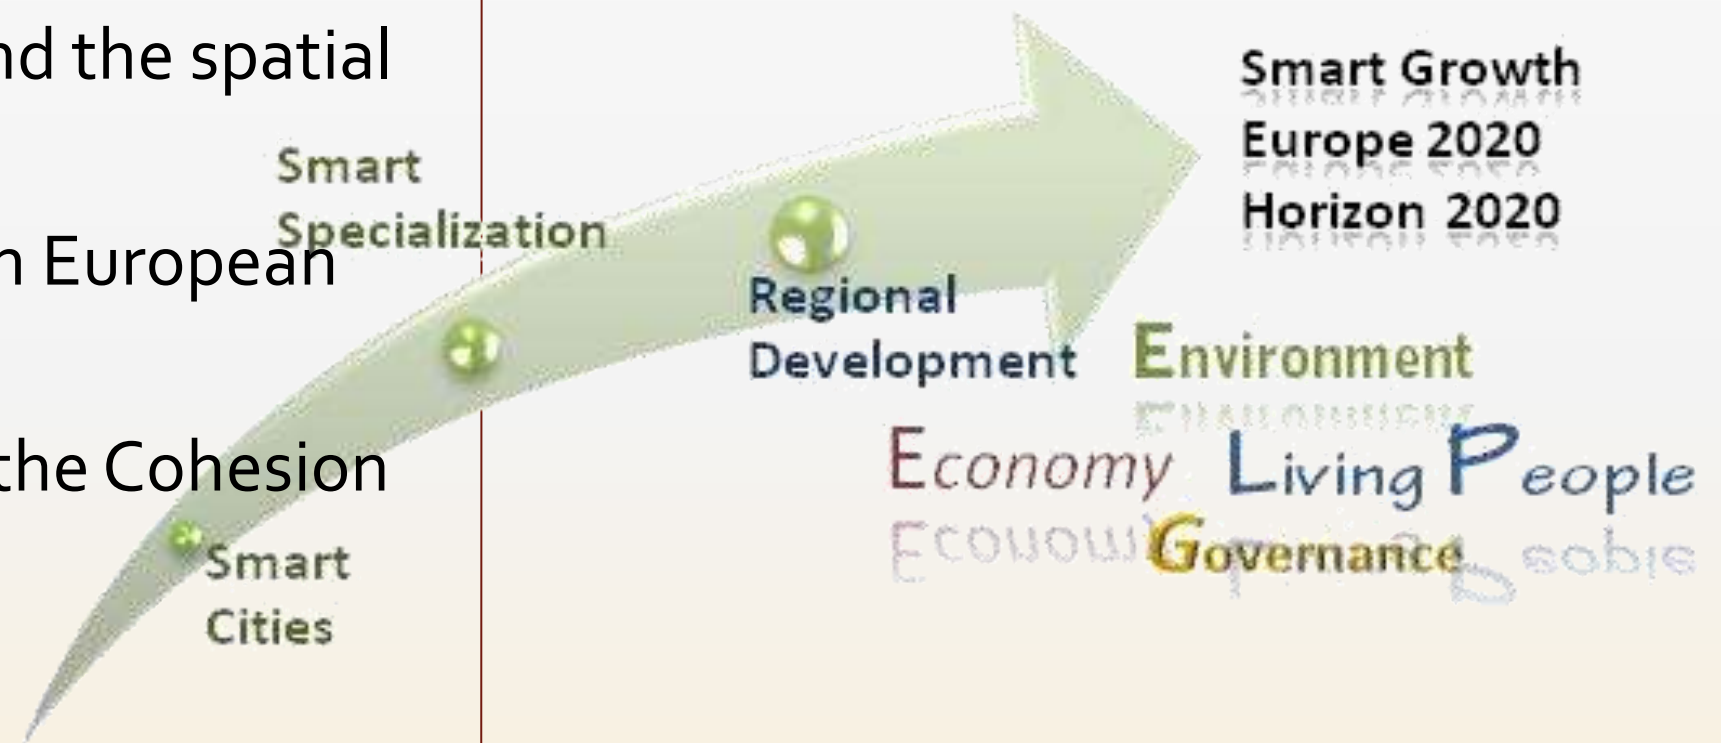 nd the spatial
n European
the Cohesion
Smart
Specialization
Smart
Cities
Regional
Development
Smart Growth
Europe 2020
Horizon 2020
Environment
Economy Living People
Governance